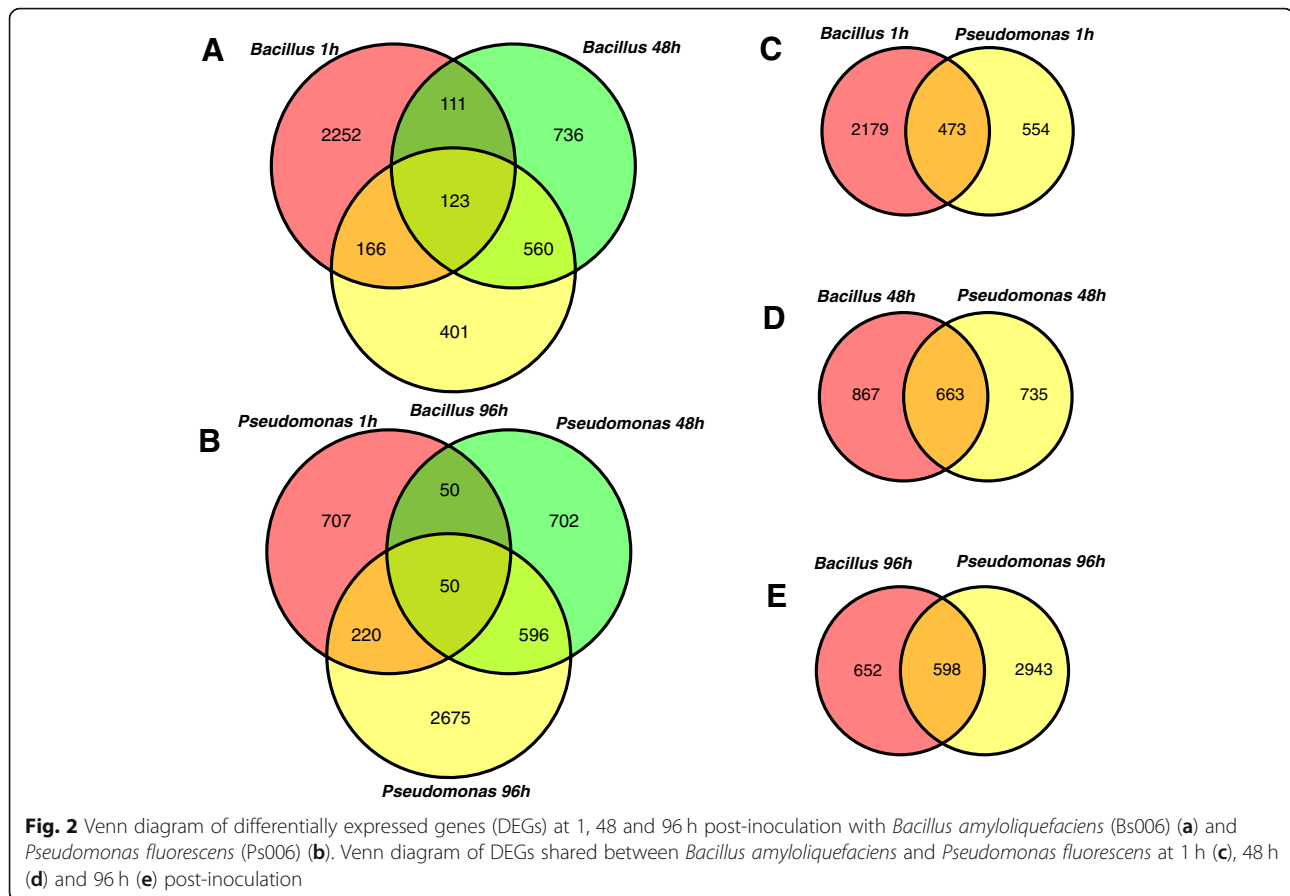 A
Bacillus 1h
Bacillus 48h
2252
111
736
123
166
560
401
Bacillus 96h
B
Pseudomonas 1h
Pseudomonas 48h
707
50
702
50
220
596
2675
Pseudomonas 96h
C
Bacillus 1h
Pseudomonas 1h
2179
473
554
D
Bacillus 48h
Pseudomonas 48h
867
663
735
E
Bacillus 96h
Pseudomonas 96h
652
598
2943
Fig. 2 Venn diagram of differentially expressed genes (DEGs) at 1, 48 and 96 h post-inoculation with Bacillus amyloliquefaciens (Bs006) (a) and
Pseudomonas fluorescens (Ps006) (b). Venn diagram of DEGs shared between Bacillus amyloliquefaciens and Pseudomonas fluorescens at 1 h (c), 48 h
(d) and 96 h (e) post-inoculation